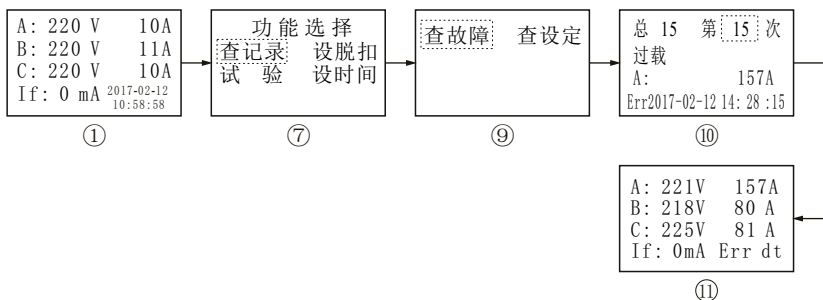 A: 220 V 10A
B: 220 V 11A
C: 220 V 10A
If: 0 mA 2017-02-12
10:58:58
①
功能选择
查记录 设脱扣
试 验 设时间
⑦
查故障 查设定
⑨
总 15 第 15 次
过载
A: 157A
Err2017-02-12 14: 28 :15
⑩
A: 221V 157A
B: 218V 80 A
C: 225V 81 A
If: 0mA Err dt
⑪